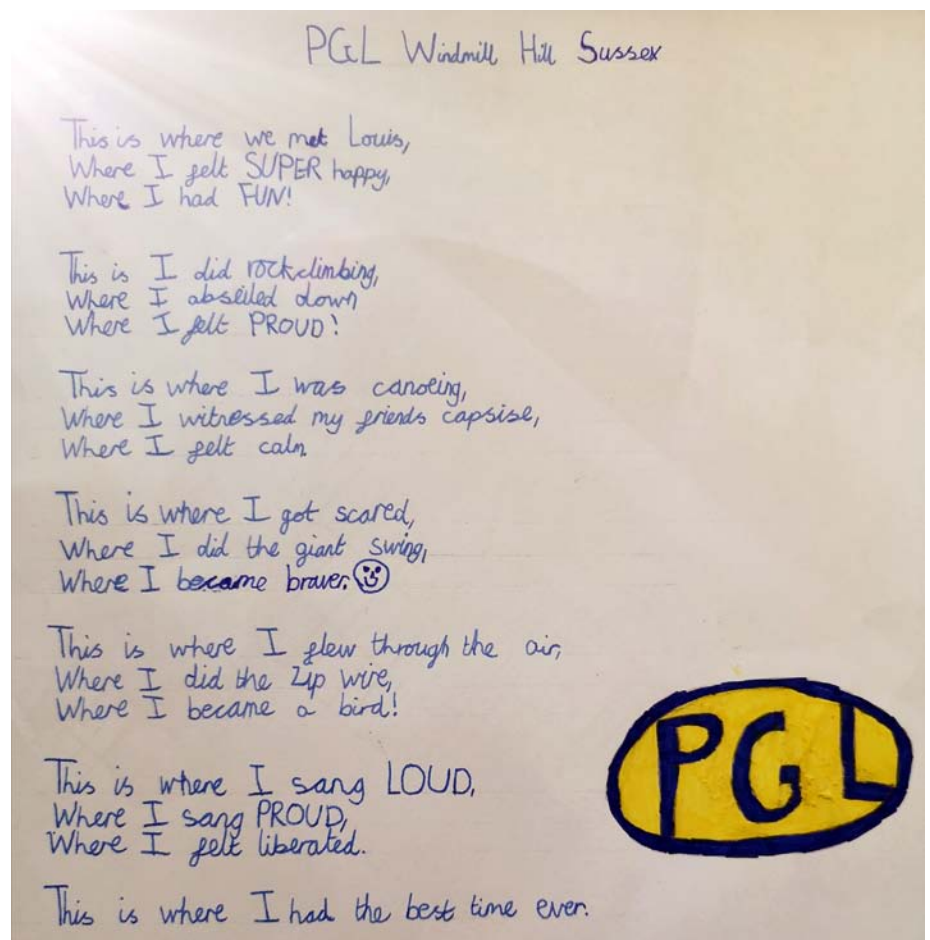 PGL Windmill Hill Sussex
This is where we met Louis,
Where I felt SUPER happy,
Where I had FUN!
This is I did rockclimbing,
Where I abseiled down
Where I felt PROUD!
This is where I was canoeing,
Where I witnessed my friends capsise,
Where I felt calm.
This is where I got scared,
Where I did the giant swing,
Where I became braver.
This is where I flew through the air,
Where I did the zip wire,
Where I became a bird!
This is where I sang LOUD,
Where I sang PROUD,
Where I felt liberated.
PGL
This is where I had the best time ever.